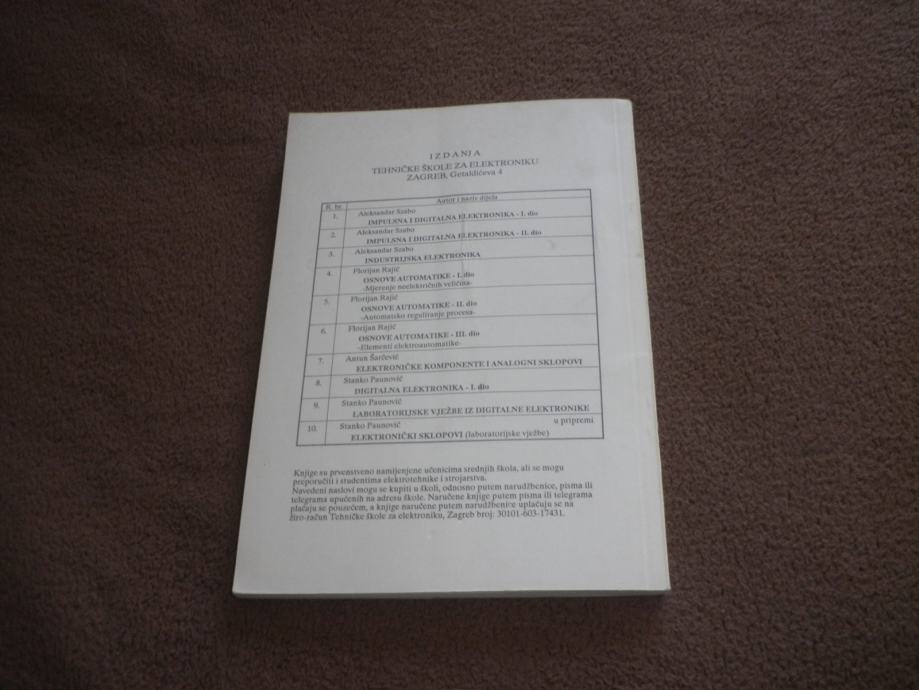 I Z D A N J A
TEHNIČKE ŠKOLE ZA ELEKTRONIKU
ZAGREB, Getaldićeva 4
R. br. Autor i naziv dijela
1. Aleksandar Szabo
IMPULSNA I DIGITALNA ELEKTRONIKA - I. dio
2. Aleksandar Szabo
IMPULSNA I DIGITALNA ELEKTRONIKA - II. dio
3. Aleksandar Szabo
INDUSTRIJSKA ELEKTRONIKA
4. Florijan Rajić
OSNOVE AUTOMATIKE - I. dio
-Mjerenje neelektričnih veličina-
5. Florijan Rajić
OSNOVE AUTOMATIKE - II. dio
-Automatsko reguliranje procesa-
6. Florijan Rajić
OSNOVE AUTOMATIKE - III. dio
-Elementi elektroautomatike-
7. Antun Šarčević
ELEKTRONIČKE KOMPONENTE I ANALOGNI SKLOPOVI
8. Stanko Paunović
DIGITALNA ELEKTRONIKA - I. dio
9. Stanko Paunović
LABORATORIJSKE VJEŽBE IZ DIGITALNE ELEKTRONIKE
10. Stanko Paunović u pripremi
ELEKTRONIČKI SKLOPOVI (laboratorijske vježbe)
Knjige su prvenstveno namijenjene učenicima srednjih škola, ali se mogu
preporučiti i studentima elektrotehnike i strojarstva.
Navedeni naslovi mogu se kupiti u školi, odnosno putem narudžbenice, pisma ili
telegrama upućenih na adresu škole. Naručene knjige putem pisma ili telegrama
plaćaju se pouzećem, a knjige naručene putem narudžbenice uplaćuju se na
žiro-račun Tehničke škole za elektroniku, Zagreb broj: 30101-603-17431.